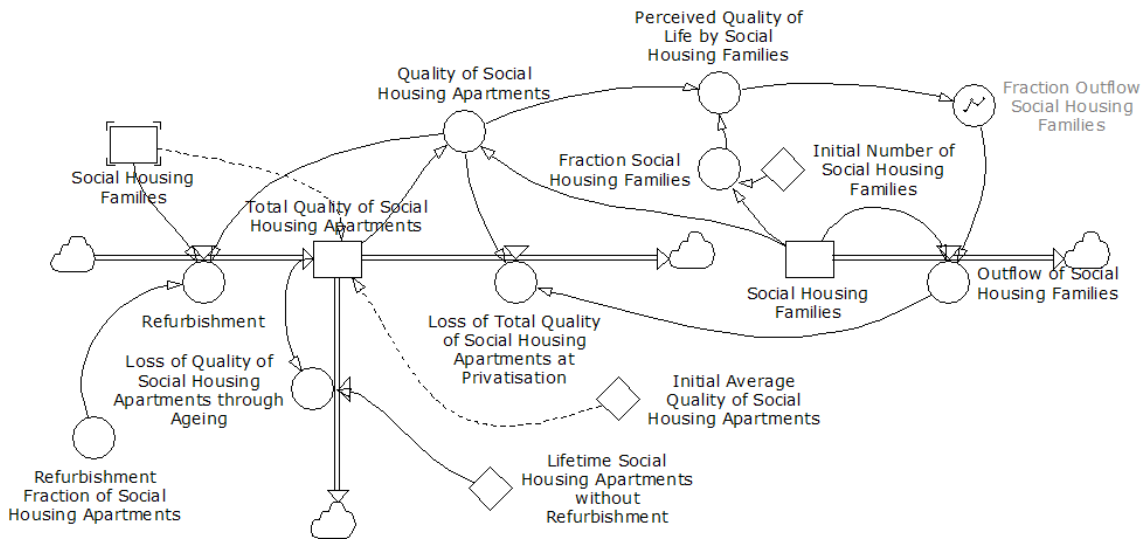 Perceived Quality of
Life by Social
Housing Families
Quality of Social
Housing Apartments
Fraction Outflow
Social Housing
Families
Social Housing
Families
Fraction Social
Housing Families
Initial Number of
Social Housing
Families
Total Quality of Social
Housing Apartments
Refurbishment
Loss of Total Quality
of Social Housing
Apartments at
Privatisation
Social Housing
Families
Outflow of Social
Housing Families
Loss of Quality of
Social Housing
Apartments through
Ageing
Initial Average
Quality of Social
Housing Apartments
Refurbishment
Fraction of Social
Housing Apartments
Lifetime Social
Housing Apartments
without
Refurbishment